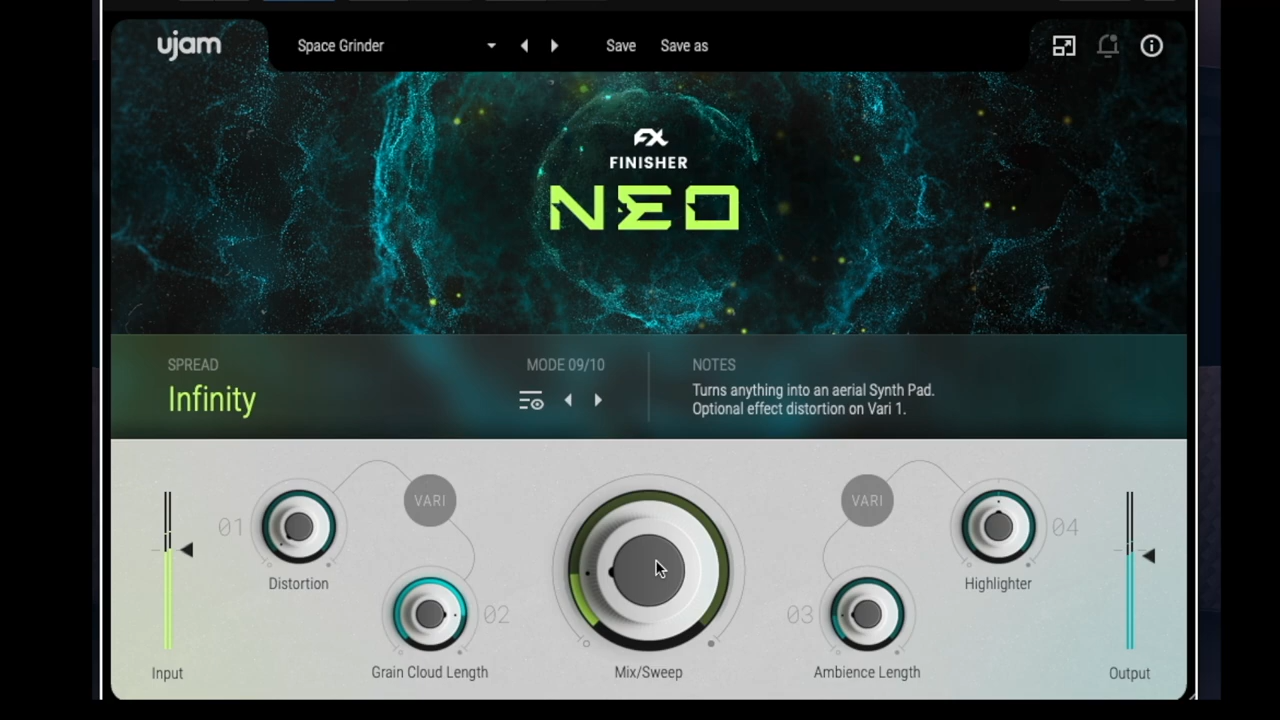 ujam
Space Grinder
Save
Save as
FX
FINISHER
NEO
SPREAD
Infinity
MODE 09/10
NOTES
Turns anything into an aerial Synth Pad.
Optional effect distortion on Vari 1.
01
Distortion
VARI
02
Grain Cloud Length
Mix/Sweep
VARI
03
Ambience Length
04
Highlighter
Input
Output